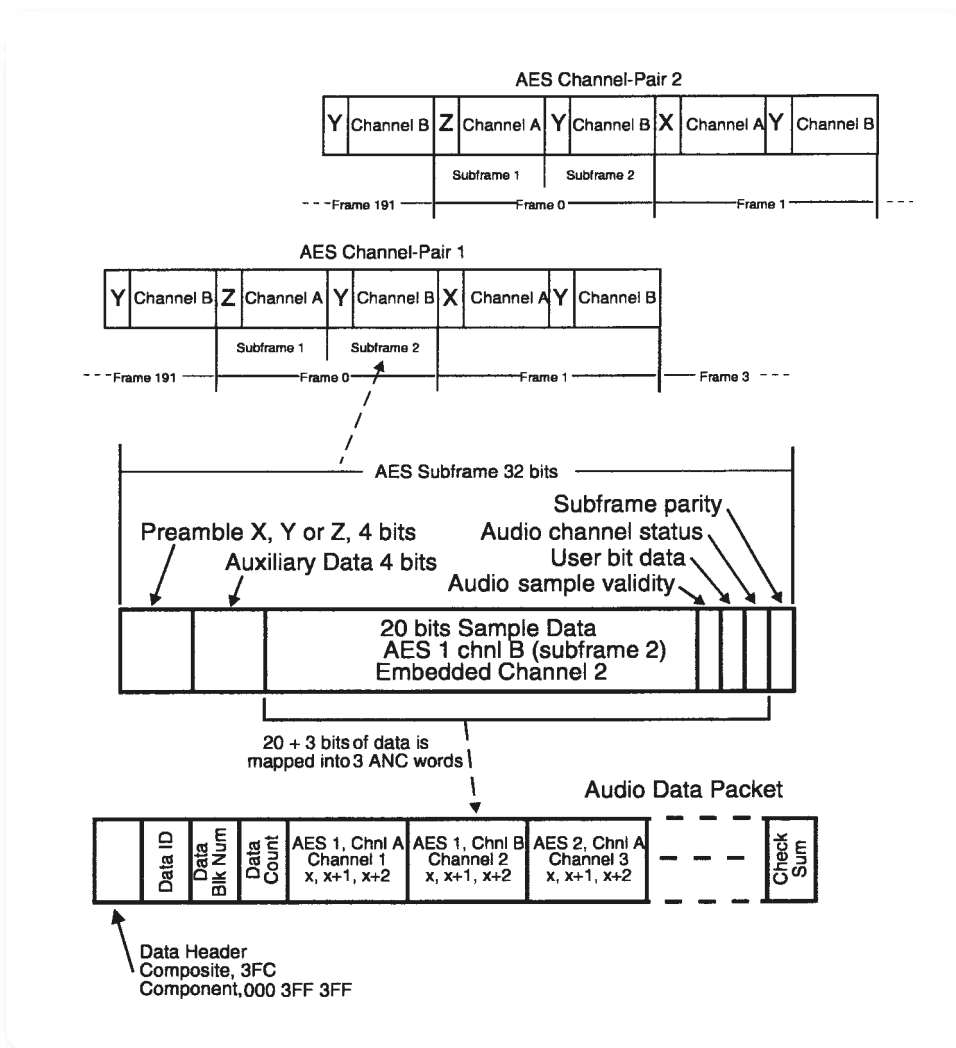 AES Channel-Pair 2
Y Channel B Z Channel A Y Channel B X Channel A Y Channel B
Subframe 1 Subframe 2
Frame 191 Frame 0 Frame 1
AES Channel-Pair 1
Y Channel B Z Channel A Y Channel B X Channel A Y Channel B
Subframe 1 Subframe 2
Frame 191 Frame 0 Frame 1 Frame 3
AES Subframe 32 bits
Subframe parity
Preamble X, Y or Z, 4 bits
Audio channel status
Auxiliary Data 4 bits
User bit data
Audio sample validity
20 bits Sample Data
AES 1 chnl B (subframe 2)
Embedded Channel 2
20 + 3 bits of data is
mapped into 3 ANC words
Audio Data Packet
Data ID
Data
Blk Num
Data
Count
AES 1, Chnl A
Channel 1
x, x+1, x+2
AES 1, Chnl B
Channel 2
x, x+1, x+2
AES 2, Chnl A
Channel 3
x, x+1, x+2
Check
Sum
Data Header
Composite, 3FC
Component, 000 3FF 3FF